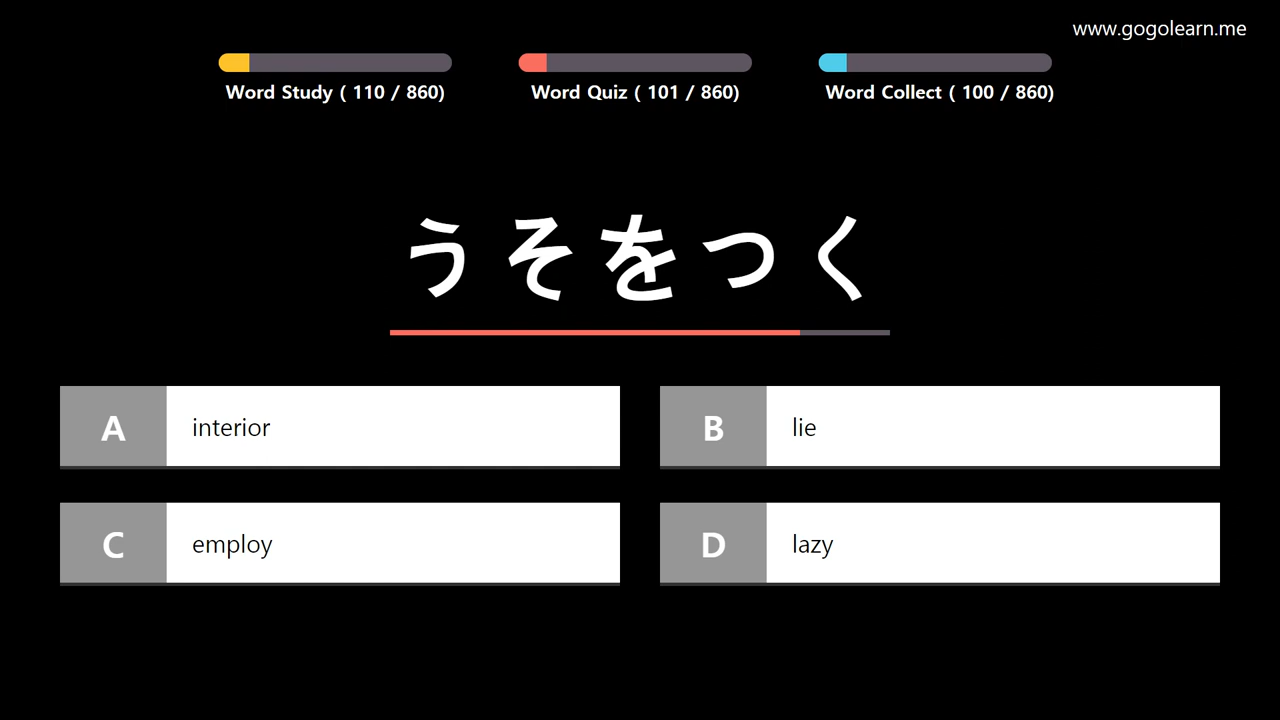 www.gogolearn.me
Word Study ( 110 / 860)
Word Quiz ( 101 / 860)
Word Collect ( 100 / 860)
うそをつく
A interior
B lie
C employ
D lazy